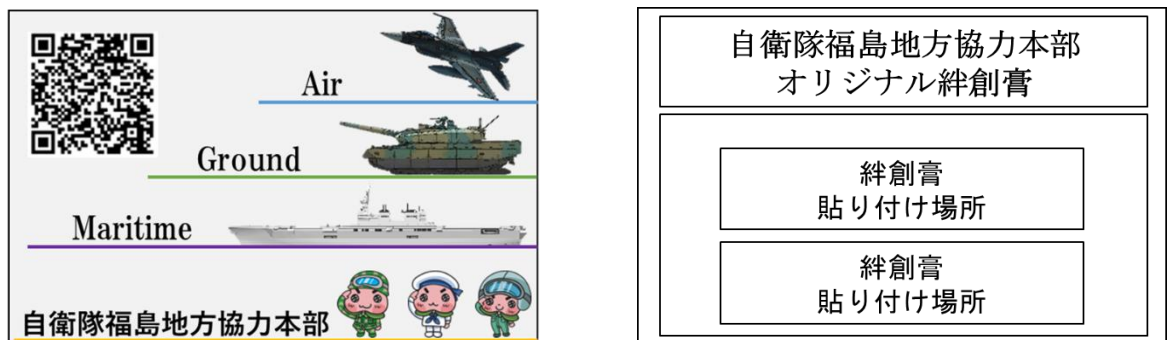 Air
Ground
Maritime
自衛隊福島地方協力本部
自衛隊福島地方協力本部
オリジナル絆創膏
絆創膏
貼り付け場所
絆創膏
貼り付け場所